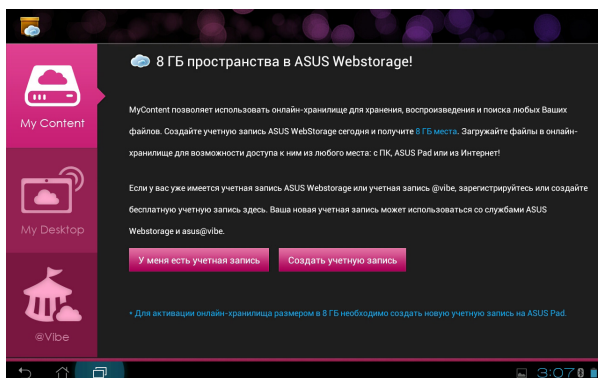 8 ГБ пространства в ASUS Webstorage!
My Content
MyContent позволяет использовать онлайн-хранилище для хранения, воспроизведения и поиска любых Ваших
файлов. Создайте учетную запись ASUS WebStorage сегодня и получите 8 ГБ места. Загружайте файлы в онлайн-
хранилище для возможности доступа к ним из любого места: с ПК, ASUS Pad или из Интернет!
My Desktop
Если у вас уже имеется учетная запись ASUS Webstorage или учетная запись @vibe, зарегистрируйтесь или создайте
бесплатную учетную запись здесь. Ваша новая учетная запись может использоваться со службами ASUS
Webstorage и asus@vibe.
У меня есть учетная запись
Создать учетную запись
@Vibe
* Для активации онлайн-хранилища размером в 8 ГБ необходимо создать новую учетную запись на ASUS Pad.
3:07